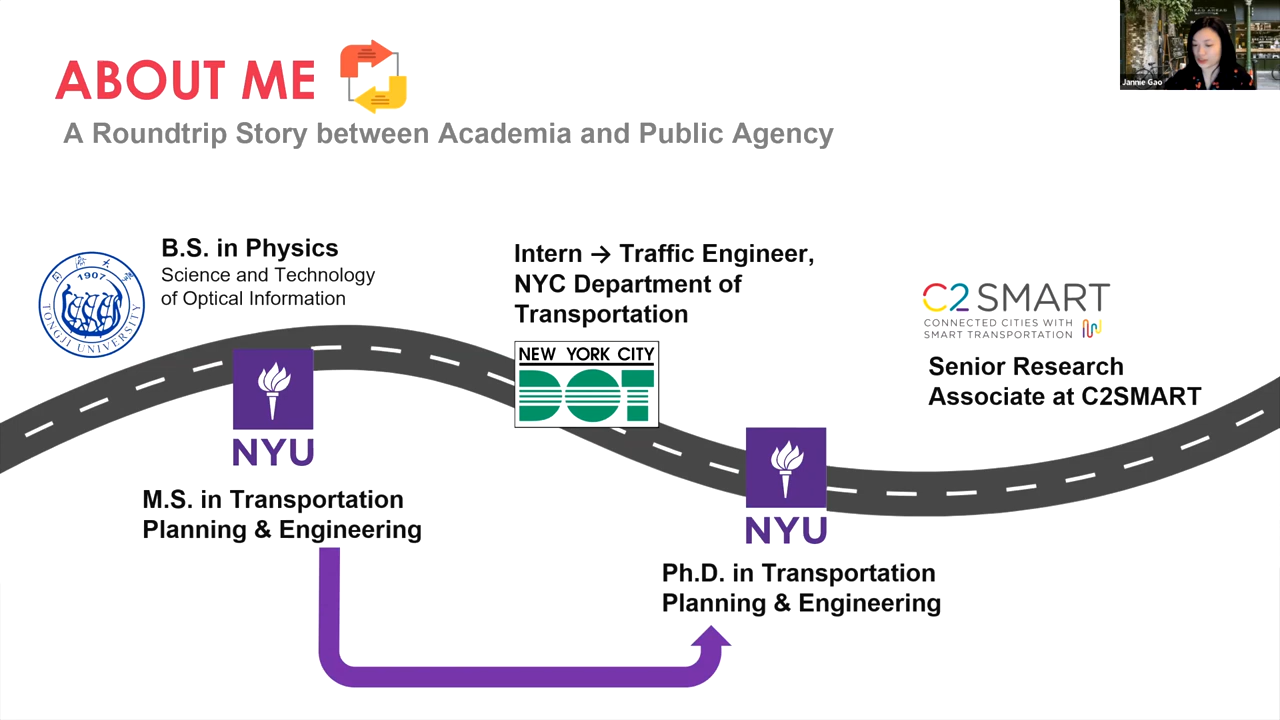 ABOUT ME
A Roundtrip Story between Academia and Public Agency
Jannie Gao
B.S. in Physics
Science and Technology
of Optical Information
1907
TONGJI UNIVERSITY
NYU
M.S. in Transportation
Planning & Engineering
Intern → Traffic Engineer,
NYC Department of
Transportation
NEW YORK CITY
DOT
NYU
Ph.D. in Transportation
Planning & Engineering
C2SMART
CONNECTED CITIES WITH
SMART TRANSPORTATION
Senior Research
Associate at C2SMART